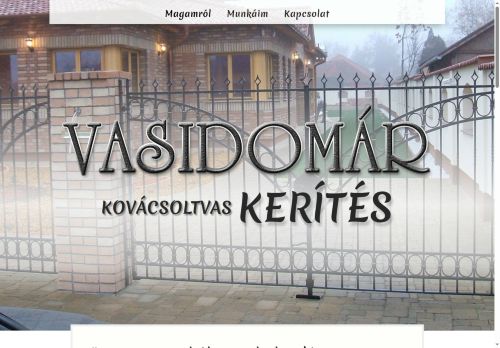 Magamról Munkáim Kapcsolat
VASIDOMÁR
KOVÁCSOLTVAS KERÍTÉS